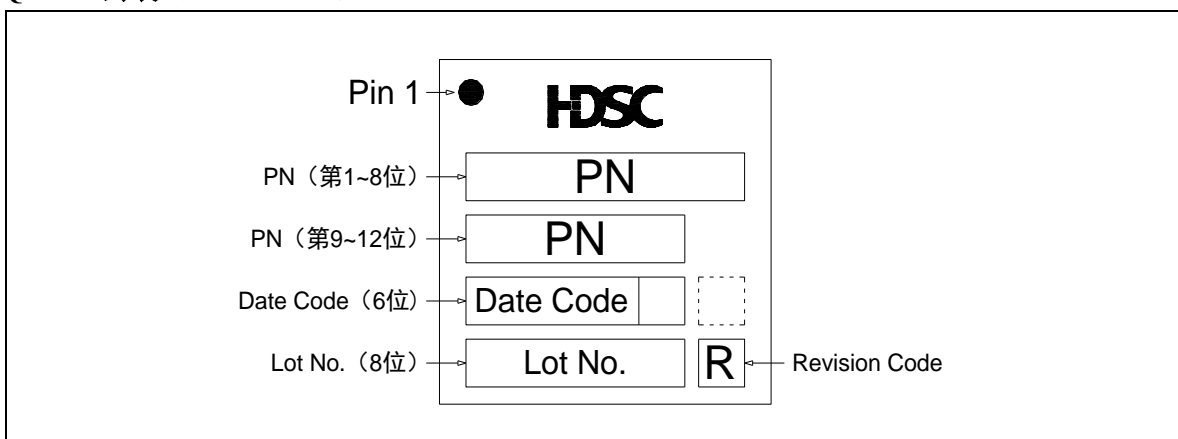 Pin 1
HDSC
PN（第1~8位） PN
PN（第9~12位） PN
Date Code（6位） Date Code
Lot No.（8位） Lot No. R Revision Code